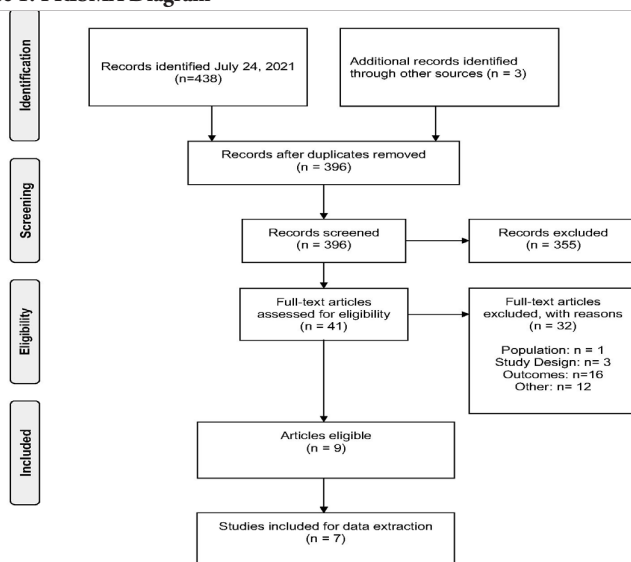 1. PRISMA Diagram
Identification
Records identified July 24, 2021
(n=438)
Additional records identified
through other sources (n = 3)
Records after duplicates removed
(n = 396)
Screening
Records screened
(n = 396)
Records excluded
(n = 355)
Eligibility
Full-text articles
assessed for eligibility
(n = 41)
Full-text articles
excluded, with reasons
(n = 32)
Population: n = 1
Study Design: n= 3
Outcomes: n=16
Other: n= 12
Included
Articles eligible
(n = 9)
Studies included for data extraction
(n = 7)